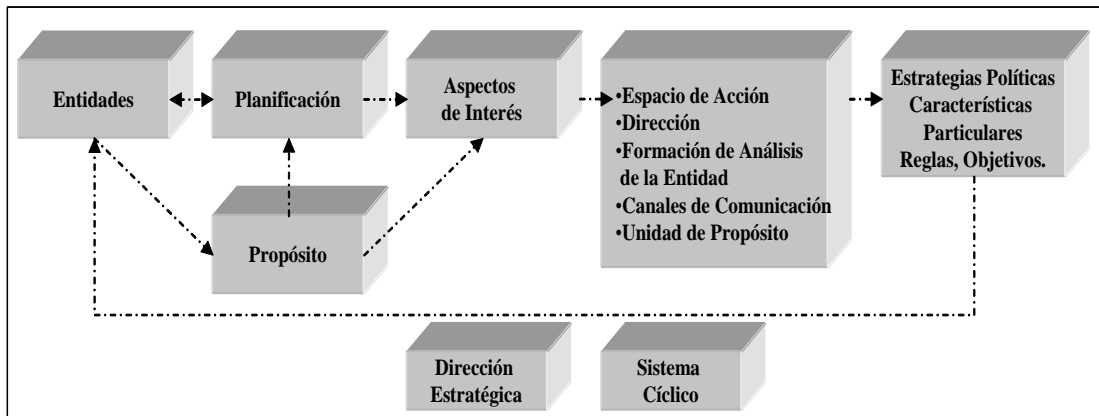 Entidades
Planificación
Aspectos
de Interés
•Espacio de Acción
•Dirección
•Formación de Análisis
de la Entidad
•Canales de Comunicación
•Unidad de Propósito
Estrategias Políticas
Característicás
Particulares
Reglas, Objetivos.
Propósito
Dirección
Estratégica
Sistema
Cíclico